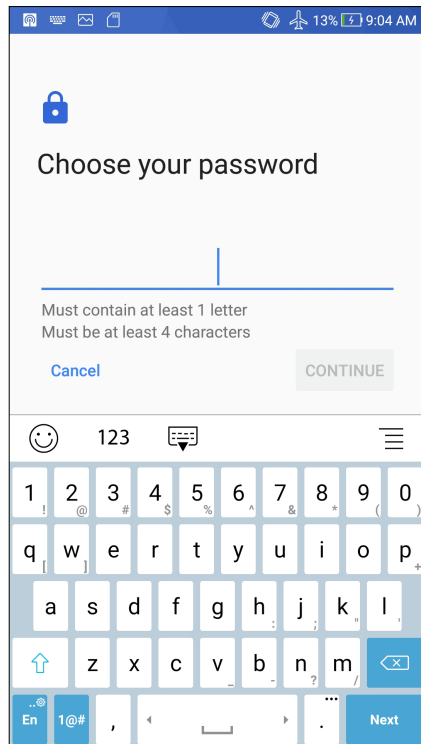 13% 9:04 AM
Choose your password
Must contain at least 1 letter
Must be at least 4 characters
Cancel CONTINUE
123
1 2 3 4 5 6 7 8 9 0
! @ # $ % ^ & * ( )
q w e r t y u i o p
[ ] +
a s d f g h j k l
: ; " '
z x c v b n m
_ - ? /
En 1@# , . Next